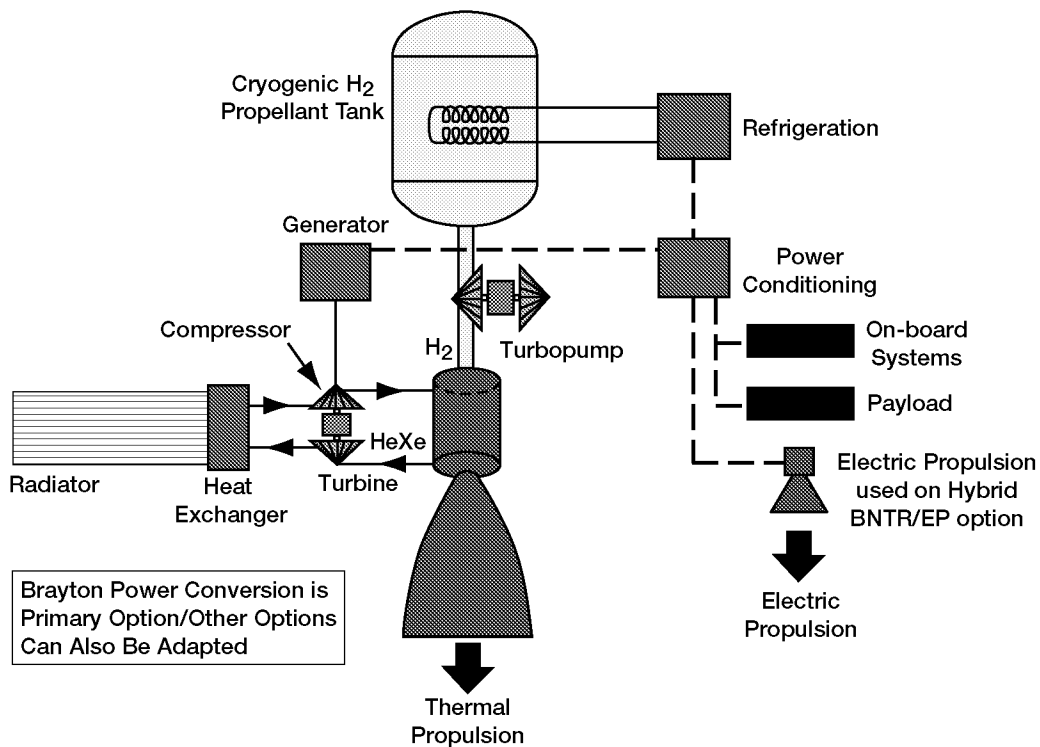 Cryogenic H2
Propellant Tank
Refrigeration
Generator
Power
Conditioning
Compressor
H2
Turbopump
On-board
Systems
Payload
HeXe
Radiator
Heat
Exchanger
Turbine
Electric Propulsion
used on Hybrid
BNTR/EP option
Brayton Power Conversion is
Primary Option/Other Options
Can Also Be Adapted
Electric
Propulsion
Thermal
Propulsion